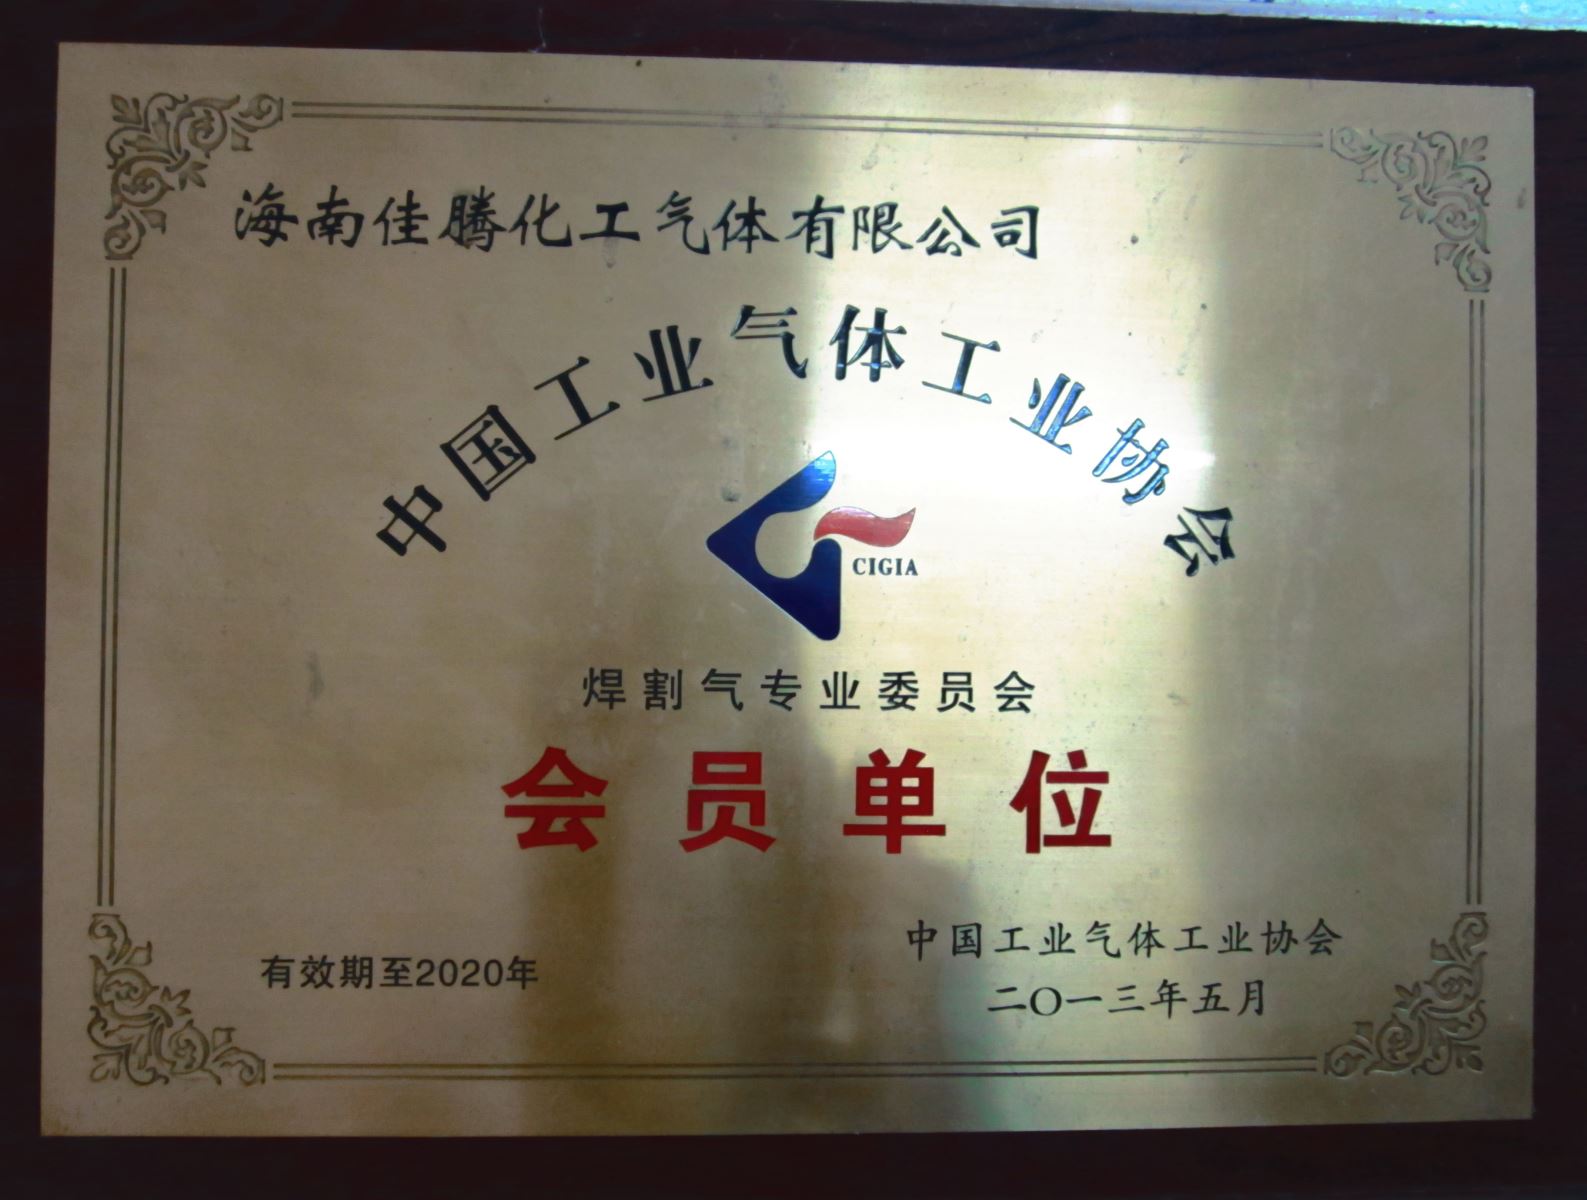 海南佳腾化工气体有限公司
中国工业气体工业协会
CIGIA
焊割气专业委员会
会员单位
有效期至2020年
中国工业气体工业协会
二〇一三年五月